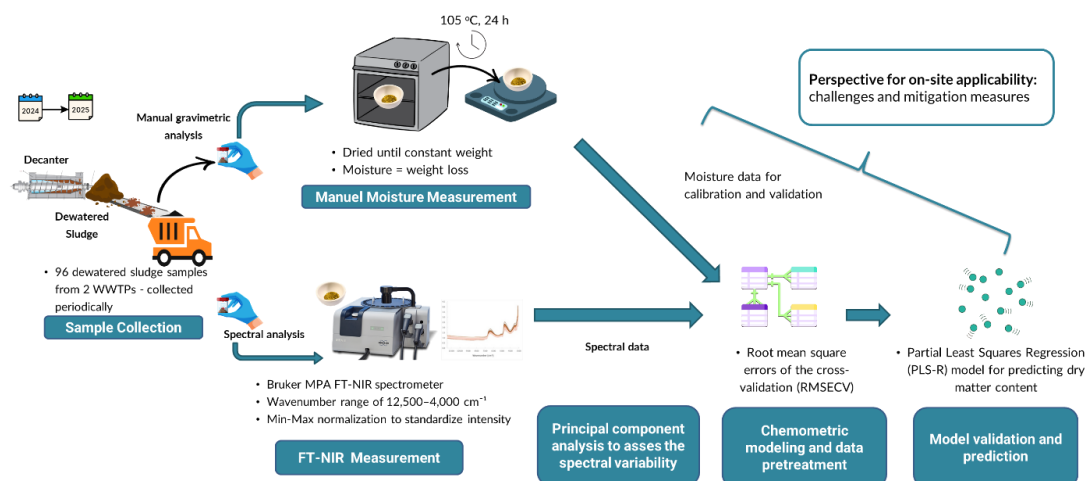 105 ºC, 24 h
Perspective for on-site applicability:
challenges and mitigation measures
2024
2025
Manual gravimetric
analysis
Decanter
Dewatered
Sludge
• Dried until constant weight
• Moisture = weight loss
Manuel Moisture Measurement
Moisture data for
calibration and validation
• 96 dewatered sludge samples
from 2 WWTPs - collected
periodically
Sample Collection
Spectral analysis
Spectral data
• Bruker MPA FT-NIR spectrometer
• Wavenumber range of 12,500–4,000 cm⁻¹
• Min-Max normalization to standardize intensity
FT-NIR Measurement
• Root mean square
errors of the cross-
validation (RMSECV)
• Partial Least Squares Regression
(PLS-R) model for predicting dry
matter content
Principal component
analysis to asses the
spectral variability
Chemometric
modeling and data
pretreatment
Model validation and
prediction